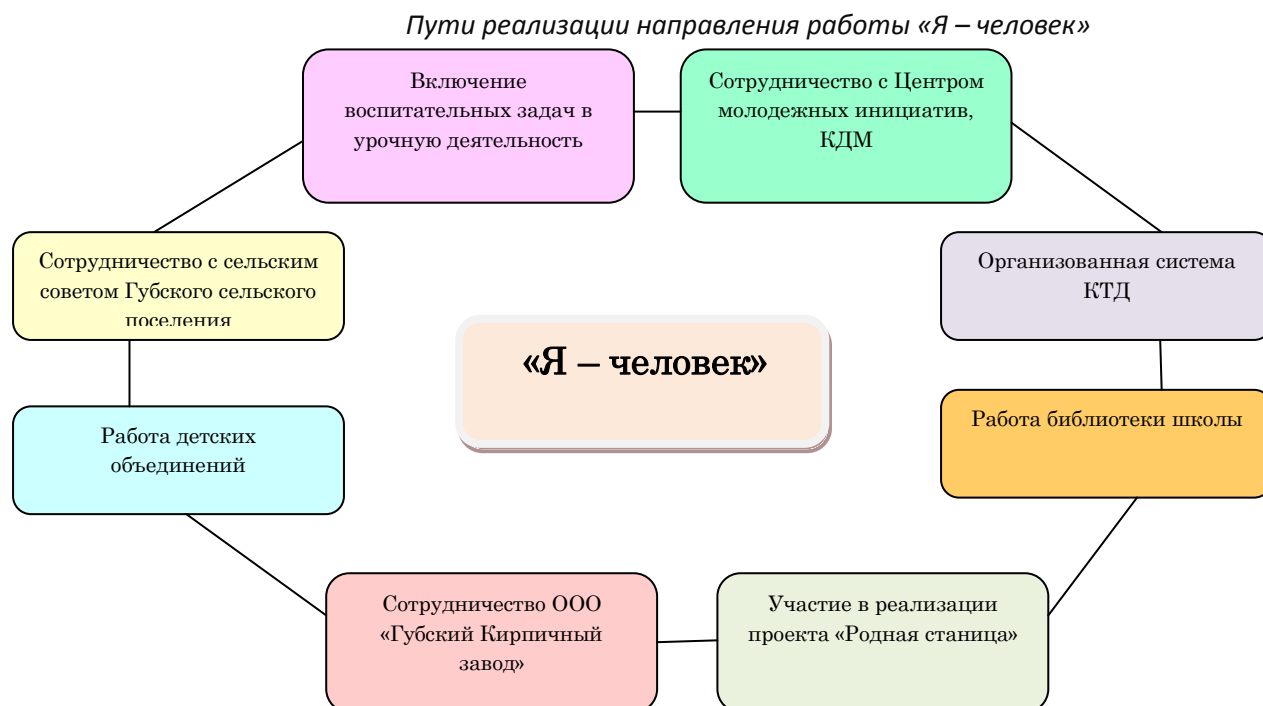 Пути реализации направления работы «Я – человек»
Включение
воспитательных задач в
урочную деятельность
Сотрудничество с Центром
молодежных инициатив,
КДМ
Сотрудничество с сельским
советом Губского сельского
поселения
Организованная система
КТД
«Я – человек»
Работа детских
объединений
Работа библиотеки школы
Сотрудничество ООО
«Губский Кирпичный
завод»
Участие в реализации
проекта «Родная станица»